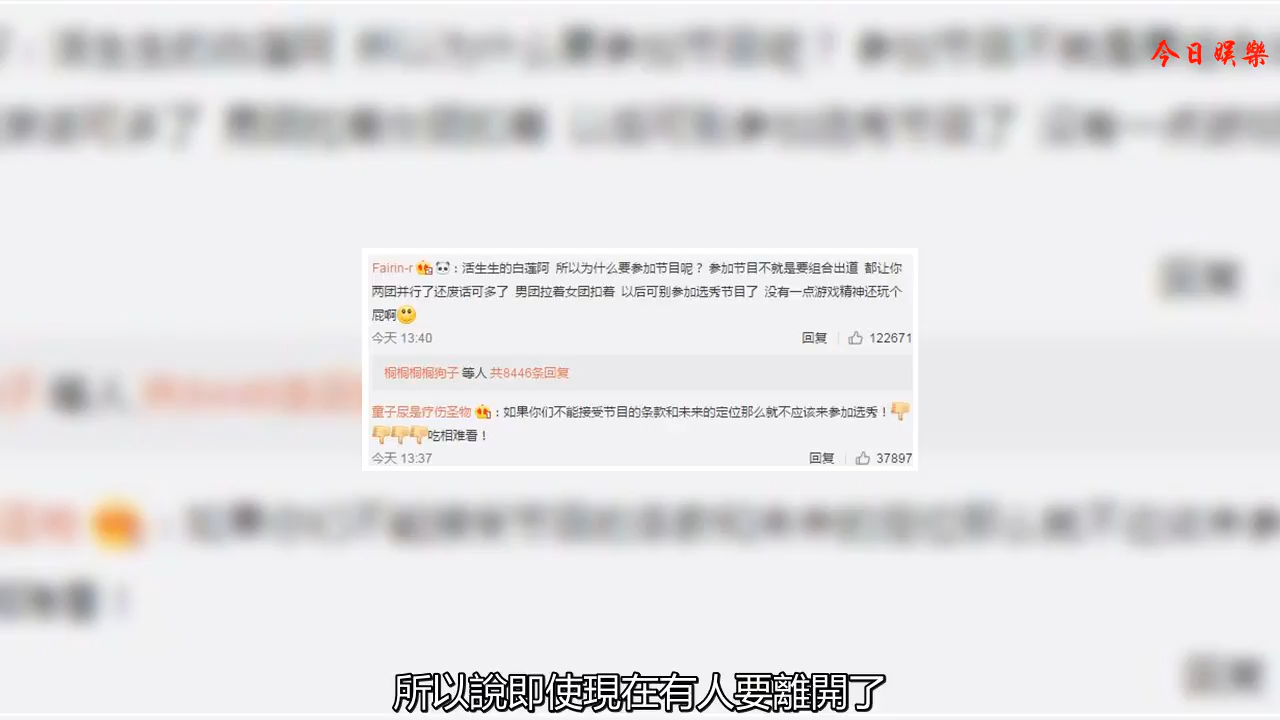 今日娱樂
Fairin-r：活生生的白莲阿 所以为什么要参加节目呢？ 参加节目不就是要组合出道 都让你
两团并行了还废话可多了 男团拉着女团扣着 以后可别参加选秀节目了 没有一点游戏精神还玩个
屁啊
今天 13:40 回复 122671
桐桐桐桐狗子 等人 共8446条回复
童子尿是疗伤圣物：如果你们不能接受节目的条款和未来的定位那么就不应该来参加选秀！
吃相难看！
今天 13:37 回复 37897
所以說即使現在有人要離開了